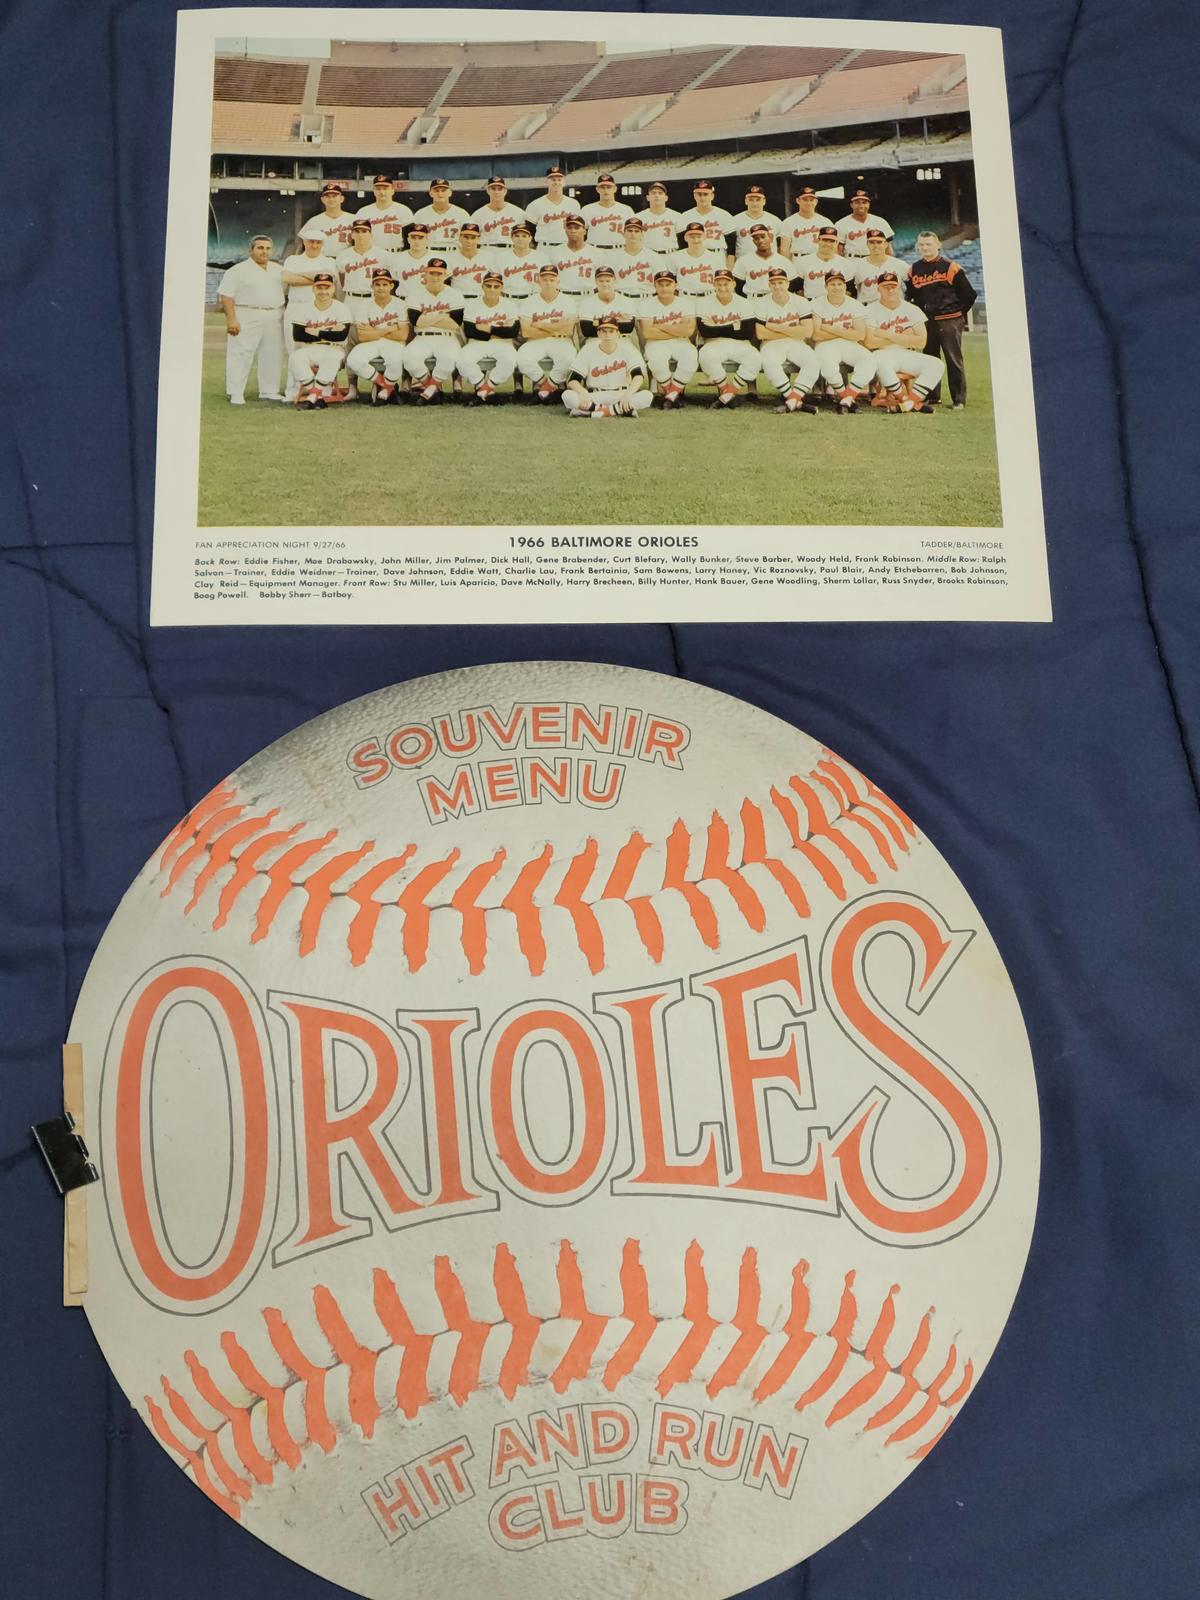 FAN APPRECIATION NIGHT 9/27/66
1966 BALTIMORE ORIOLES
TADDER/BALTIMORE
Back Row: Eddie Fisher, Moe Drabowsky, John Miller, Jim Palmer, Dick Hall, Gene Brabender, Curt Blefary, Wally Bunker, Steve Barber, Woody Held, Frank Robinson. Middle Row: Ralph
Salvon—Trainer, Eddie Weidner—Trainer, Dave Johnson, Eddie Watt, Charlie Lau, Frank Bertaina, Sam Bowens, Larry Haney, Vic Roznovsky, Paul Blair, Andy Etchebarren, Bob Johnson,
Clay Reid—Equipment Manager. Front Row: Stu Miller, Luis Aparicio, Dave McNally, Harry Brecheen, Billy Hunter, Hank Bauer, Gene Woodling, Sherm Lollar, Russ Snyder, Brooks Robinson,
Boog Powell. Bobby Sherr—Batboy.
SOUVENIR
MENU
ORIOLES
HIT AND RUN
CLUB